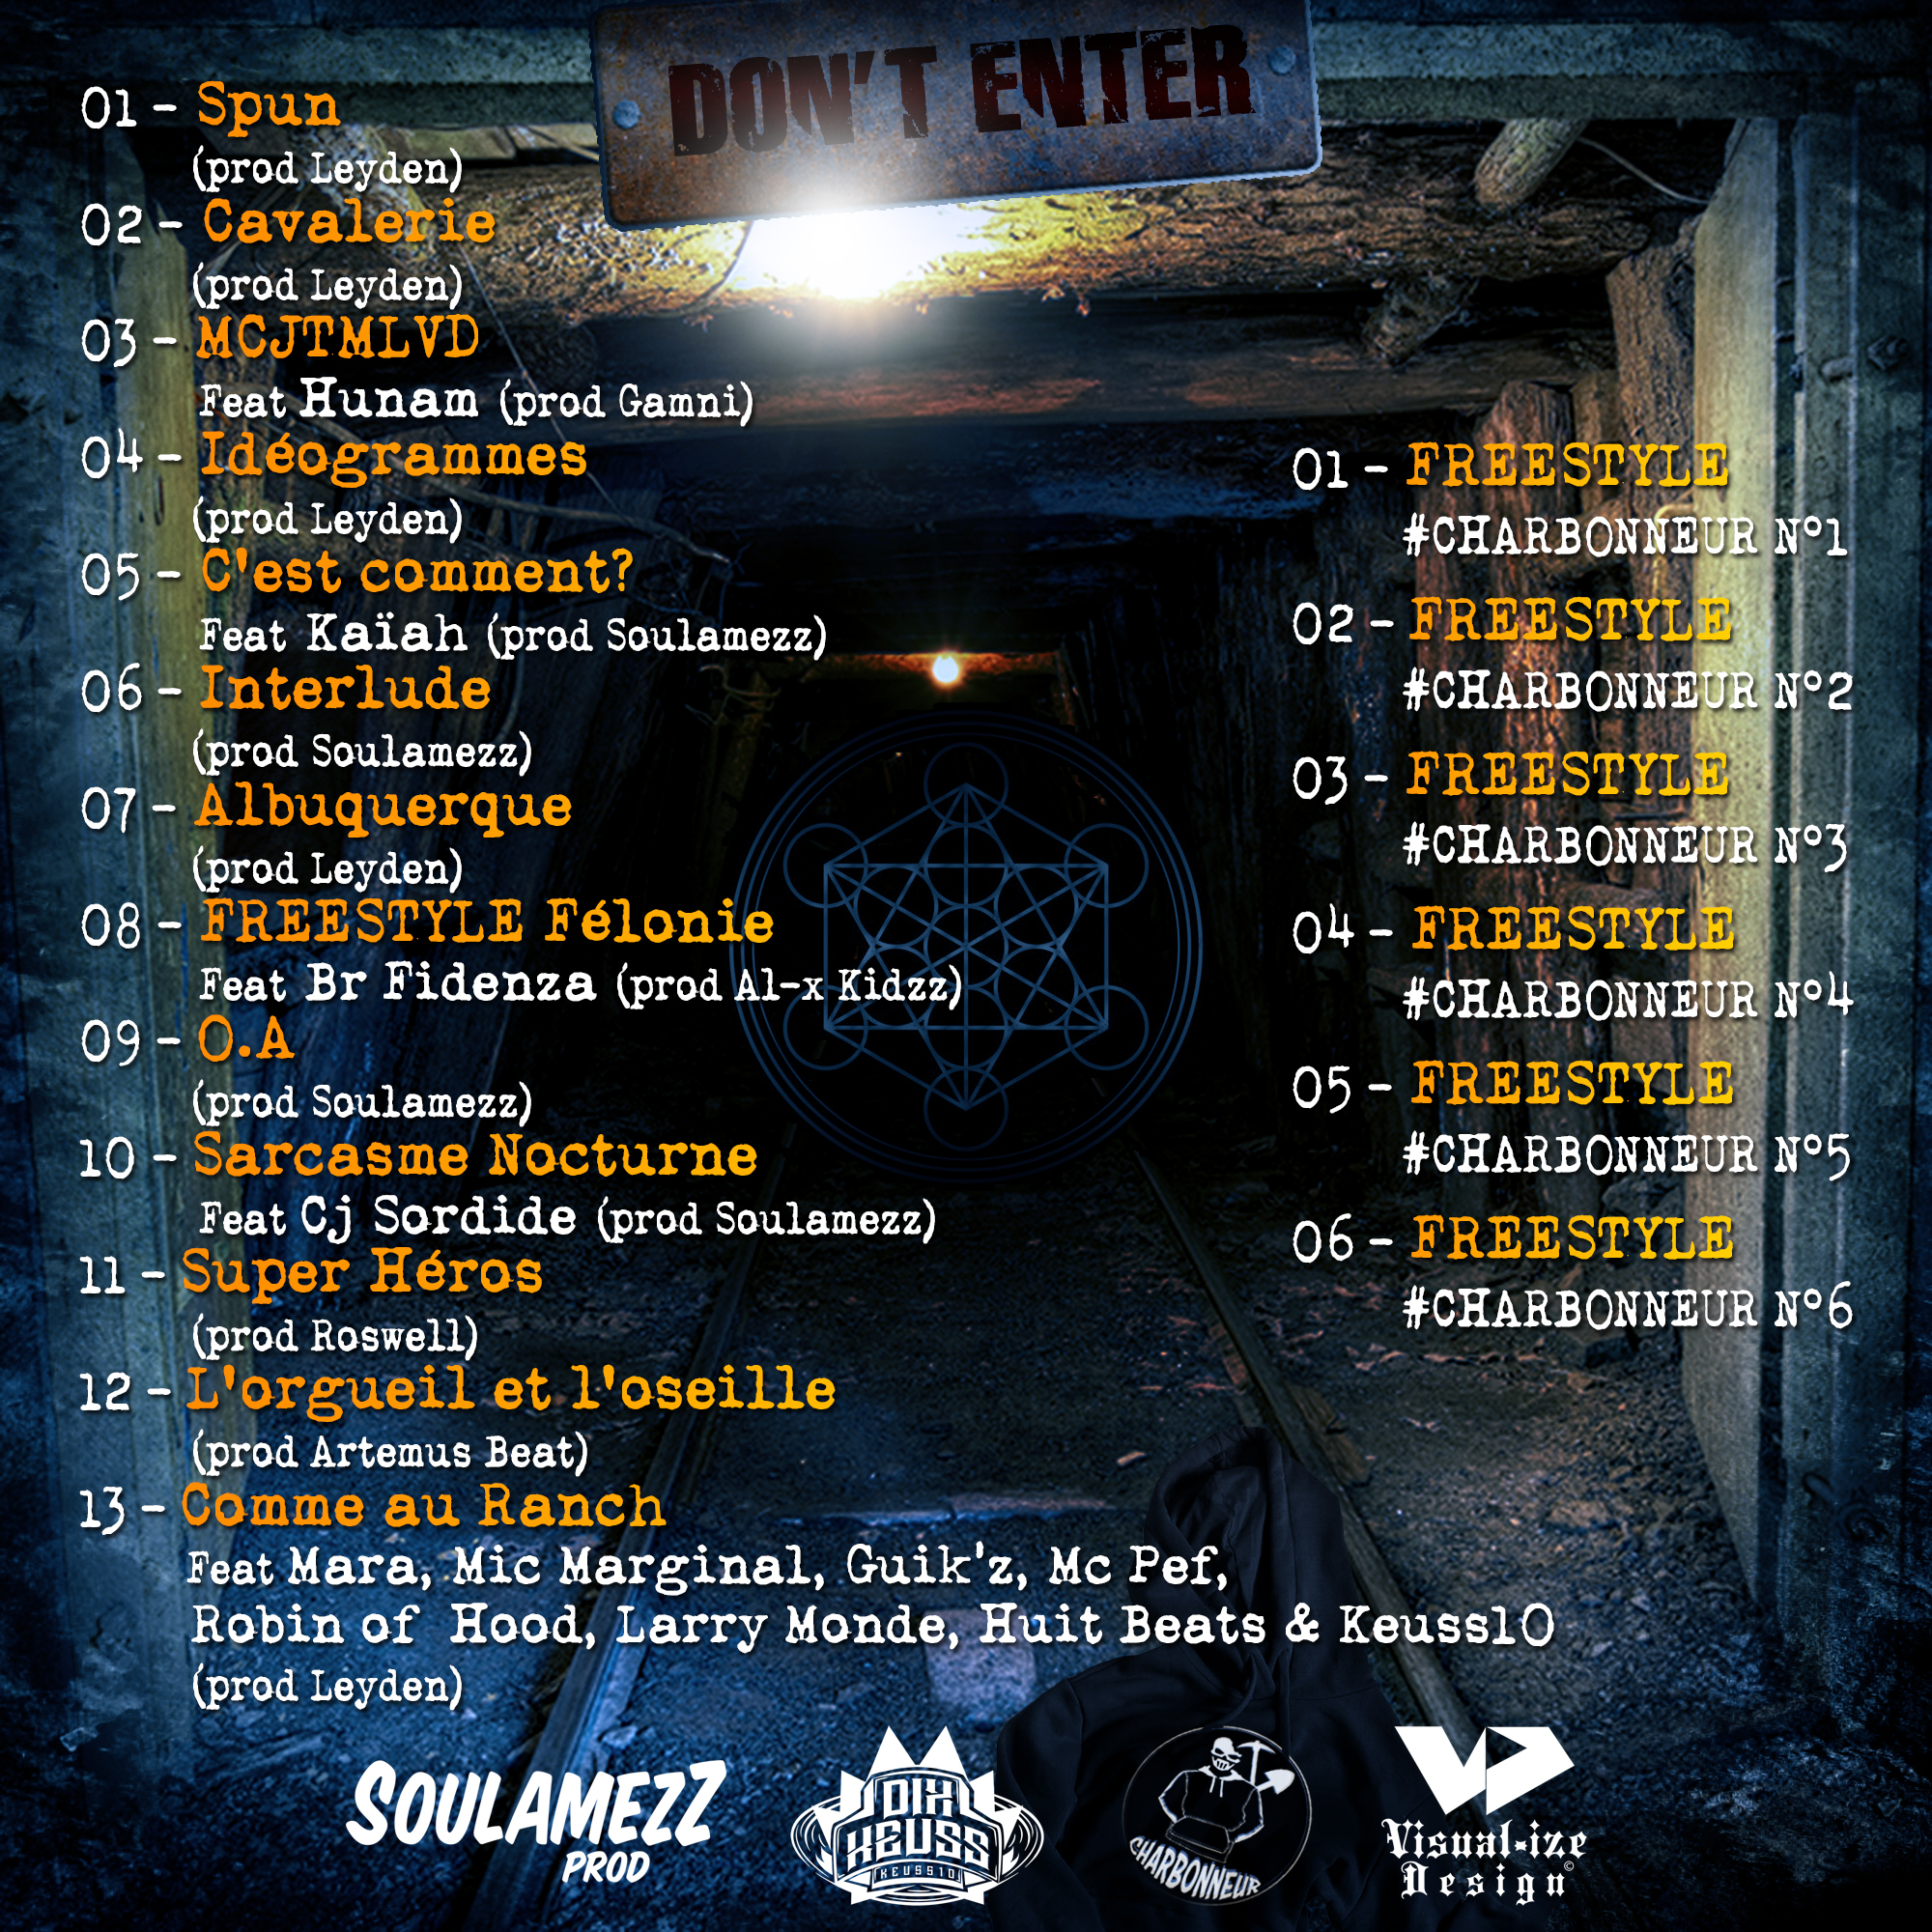 DON'T ENTER
01 - Spun
(prod Leyden)
02 - Cavalerie
(prod Leyden)
03 - MCJTMLVD
Feat Hunam (prod Gamni)
04 - Idéogrammes
(prod Leyden)
05 - C'est comment?
Feat Kaïah (prod Soulamezz)
06 - Interlude
(prod Soulamezz)
07 - Albuquerque
(prod Leyden)
08 - FREESTYLE Félonie
Feat Br Fidenza (prod Al-x Kidzz)
09 - O.A
(prod Soulamezz)
10 - Sarcasme Nocturne
Feat Cj Sordide (prod Soulamezz)
11 - Super Héros
(prod Roswell)
12 - L'orgueil et l'oseille
(prod Artemus Beat)
13 - Comme au Ranch
Feat Mara, Mic Marginal, Guik'z, Mc Pef,
Robin of Hood, Larry Monde, Huit Beats & Keuss10
(prod Leyden)
01 - FREESTYLE
#CHARBONNEUR N°1
02 - FREESTYLE
#CHARBONNEUR N°2
03 - FREESTYLE
#CHARBONNEUR N°3
04 - FREESTYLE
#CHARBONNEUR N°4
05 - FREESTYLE
#CHARBONNEUR N°5
06 - FREESTYLE
#CHARBONNEUR N°6
SOULAMEZZ
PROD
DIX
KEUSS
KEUSS10
CHARBONNEUR
VD
Visual-ize
Design©